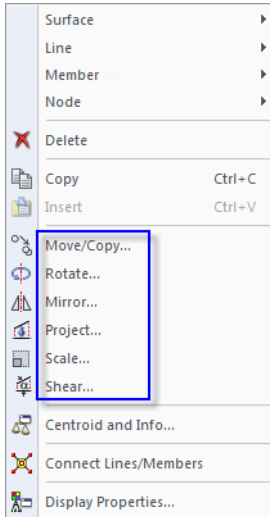 Surface
Line
Member
Node
Delete
Copy Ctrl+C
Insert Ctrl+V
Move/Copy...
Rotate...
Mirror...
Project...
Scale...
Shear...
Centroid and Info...
Connect Lines/Members
Display Properties...